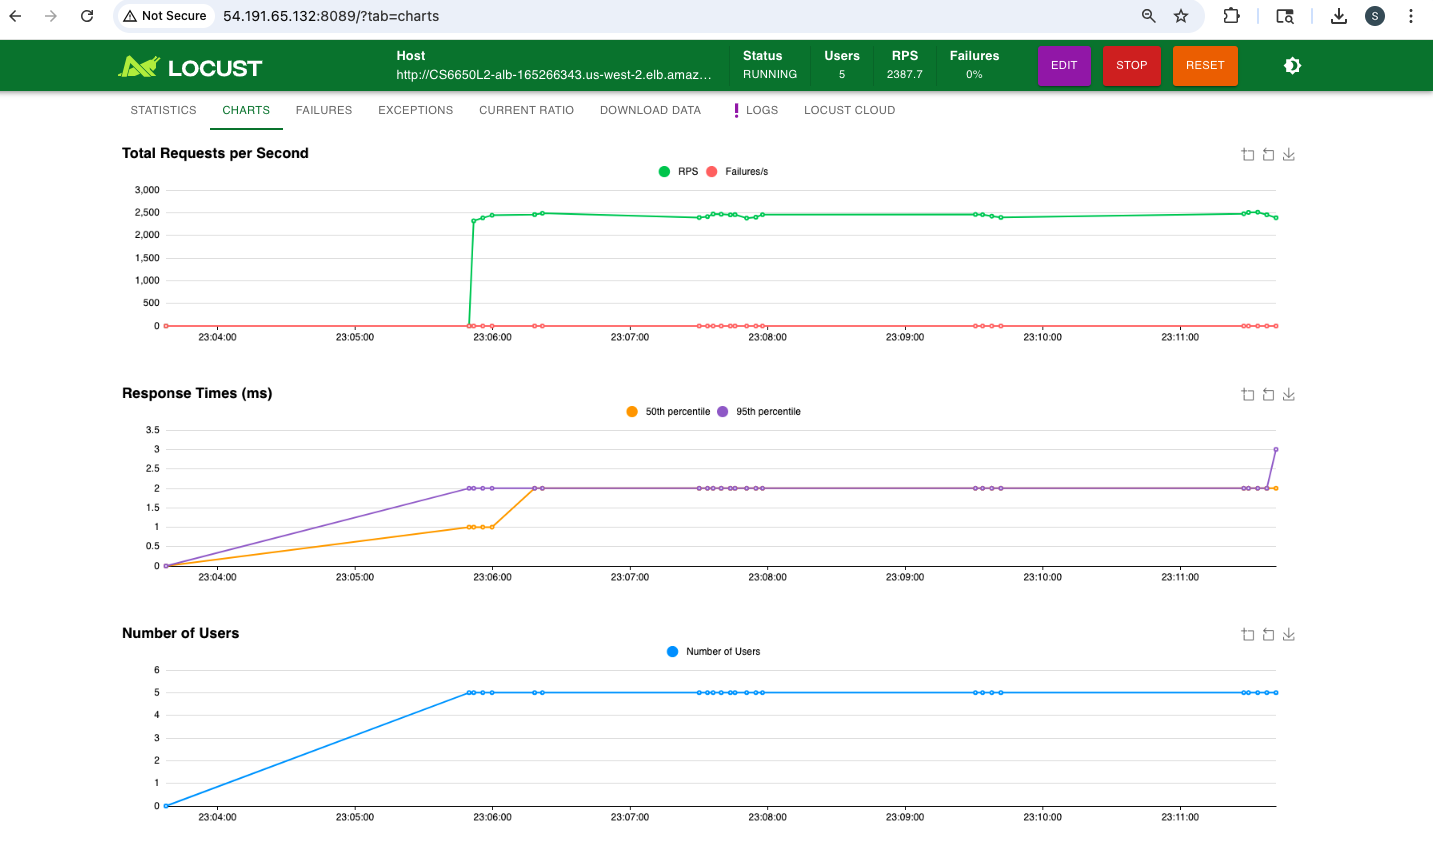 Not Secure 54.191.65.132:8089/?tab=charts S
LOCUST
Host
http://CS6650L2-alb-165266343.us-west-2.elb.amaz...
Status
RUNNING
Users
5
RPS
2387.7
Failures
0%
EDIT STOP RESET
STATISTICS CHARTS FAILURES EXCEPTIONS CURRENT RATIO DOWNLOAD DATA LOGS LOCUST CLOUD
Total Requests per Second
RPS Failures/s
3,000
2,500
2,000
1,500
1,000
500
0
23:04:00 23:05:00 23:06:00 23:07:00 23:08:00 23:09:00 23:10:00 23:11:00
Response Times (ms)
50th percentile 95th percentile
3.5
3
2.5
2
1.5
1
0.5
0
23:04:00 23:05:00 23:06:00 23:07:00 23:08:00 23:09:00 23:10:00 23:11:00
Number of Users
Number of Users
6
5
4
3
2
1
0
23:04:00 23:05:00 23:06:00 23:07:00 23:08:00 23:09:00 23:10:00 23:11:00